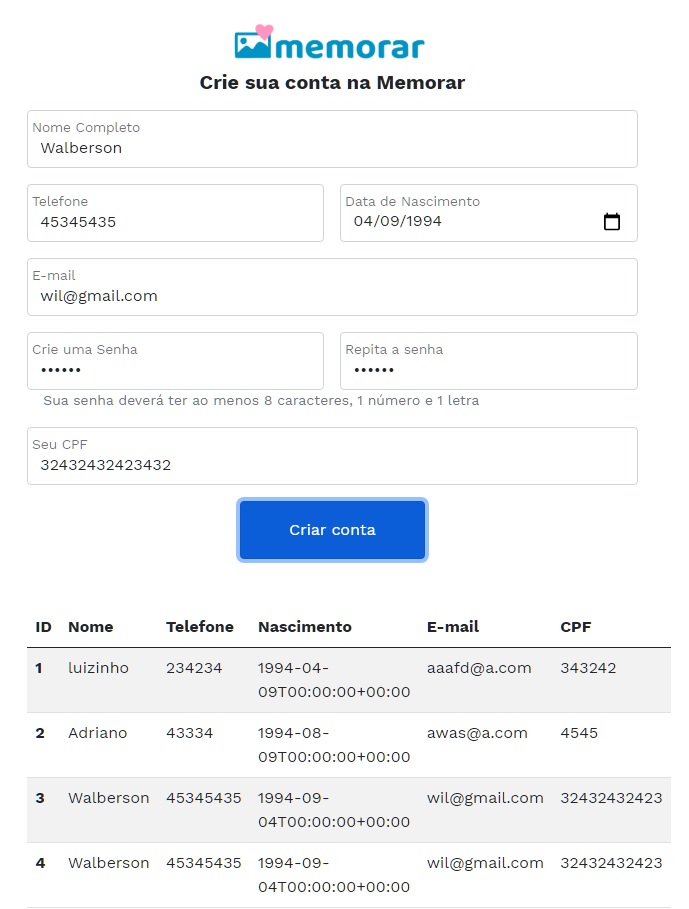 memorar
Crie sua conta na Memorar
Nome Completo
Walberson
Telefone
45345435
Data de Nascimento
04/09/1994
E-mail
wil@gmail.com
Crie uma Senha
••••••
Repita a senha
••••••
Sua senha deverá ter ao menos 8 caracteres, 1 número e 1 letra
Seu CPF
32432432423432
Criar conta
ID Nome Telefone Nascimento E-mail CPF
1 luizinho 234234 1994-04- aaafd@a.com 343242
09T00:00:00+00:00
2 Adriano 43334 1994-08- awas@a.com 4545
09T00:00:00+00:00
3 Walberson 45345435 1994-09- wil@gmail.com 32432432423
04T00:00:00+00:00
4 Walberson 45345435 1994-09- wil@gmail.com 32432432423
04T00:00:00+00:00